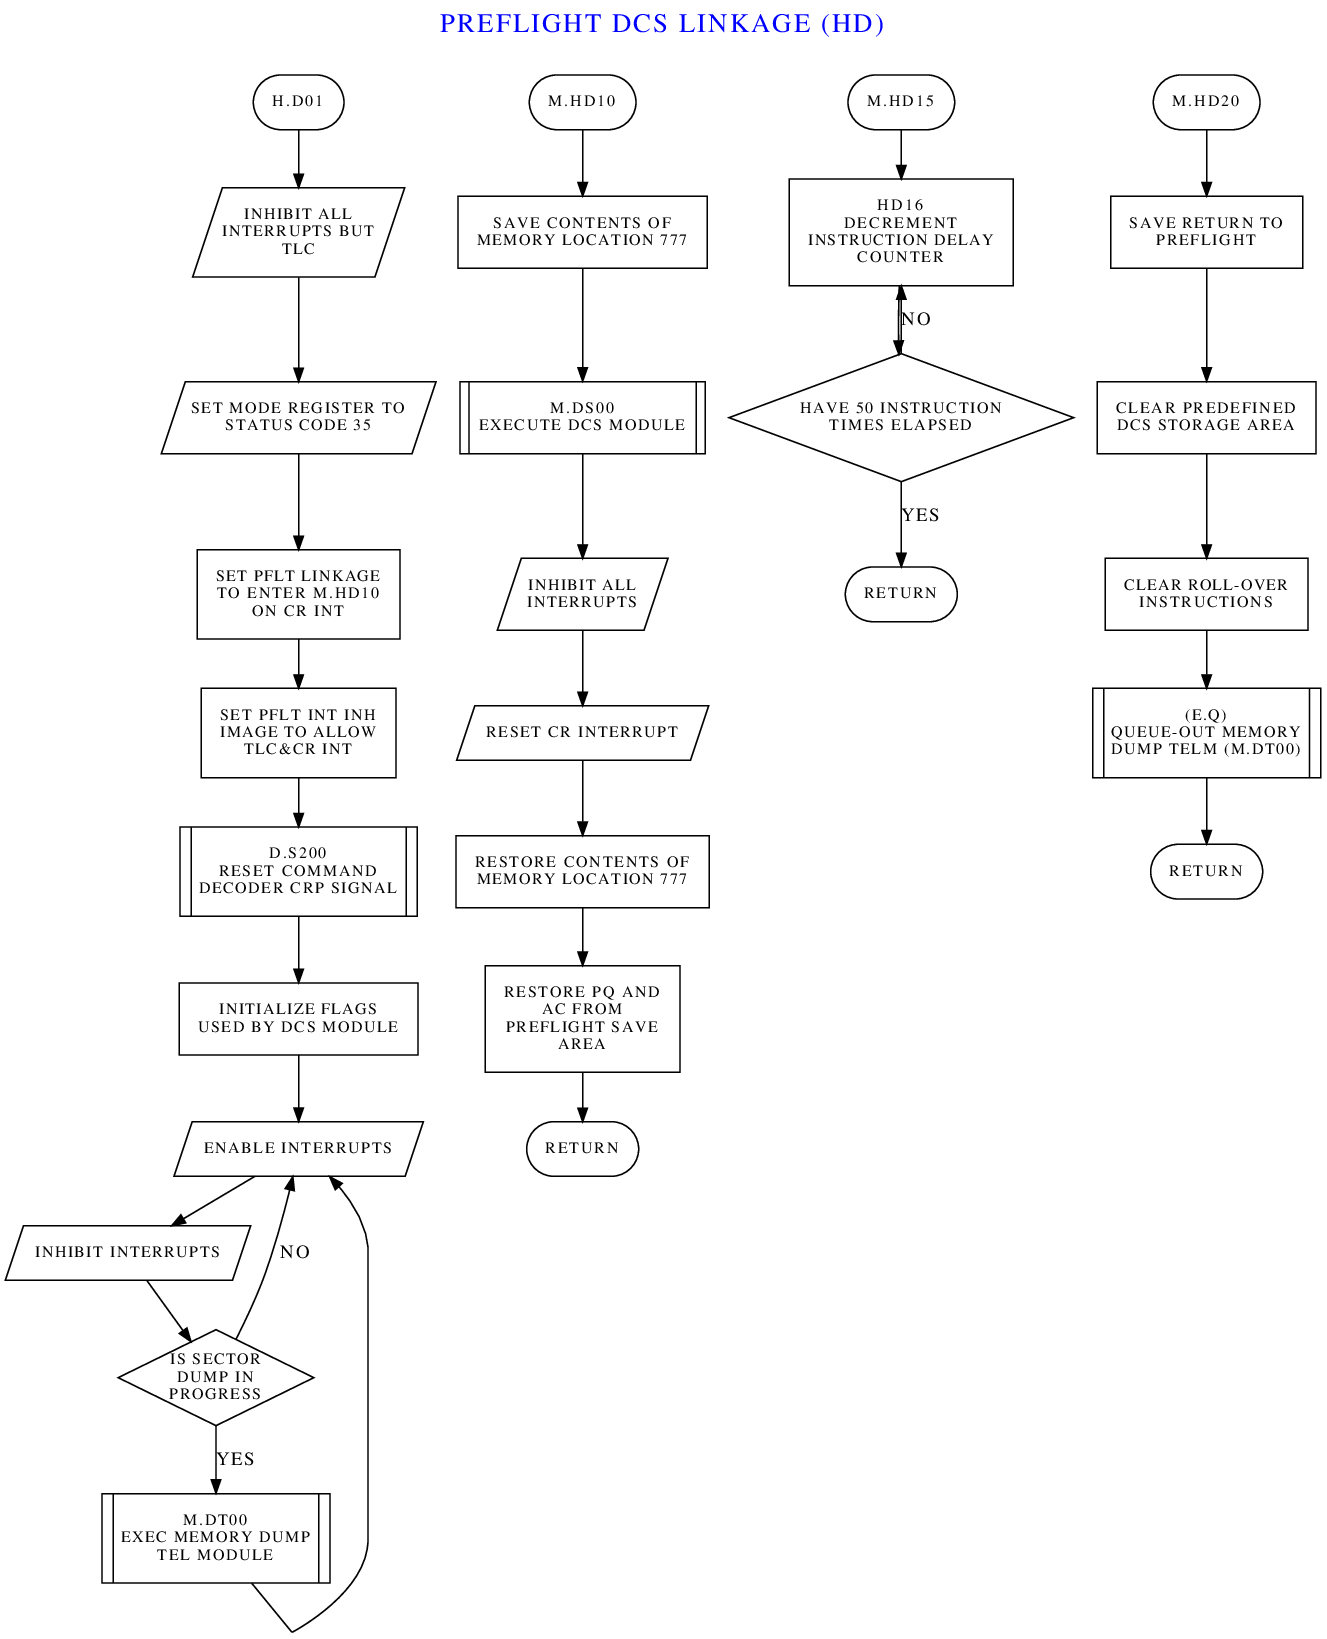 PREFLIGHT DCS LINKAGE (HD)
H.D01
INHIBIT ALL
INTERRUPTS BUT
TLC
SET MODE REGISTER TO
STATUS CODE 35
SET PFLT LINKAGE
TO ENTER M.HD10
ON CR INT
SET PFLT INT INH
IMAGE TO ALLOW
TLC&CR INT
D.S200
RESET COMMAND
DECODER CRP SIGNAL
INITIALIZE FLAGS
USED BY DCS MODULE
ENABLE INTERRUPTS
INHIBIT INTERRUPTS
NO
IS SECTOR
DUMP IN
PROGRESS
YES
M.DT00
EXEC MEMORY DUMP
TEL MODULE
M.HD10
SAVE CONTENTS OF
MEMORY LOCATION 777
M.DS00
EXECUTE DCS MODULE
INHIBIT ALL
INTERRUPTS
RESET CR INTERRUPT
RESTORE CONTENTS OF
MEMORY LOCATION 777
RESTORE PQ AND
AC FROM
PREFLIGHT SAVE
AREA
RETURN
M.HD15
HD16
DECREMENT
INSTRUCTION DELAY
COUNTER
NO
HAVE 50 INSTRUCTION
TIMES ELAPSED
YES
RETURN
M.HD20
SAVE RETURN TO
PREFLIGHT
CLEAR PREDEFINED
DCS STORAGE AREA
CLEAR ROLL-OVER
INSTRUCTIONS
(E.Q)
QUEUE-OUT MEMORY
DUMP TELM (M.DT00)
RETURN